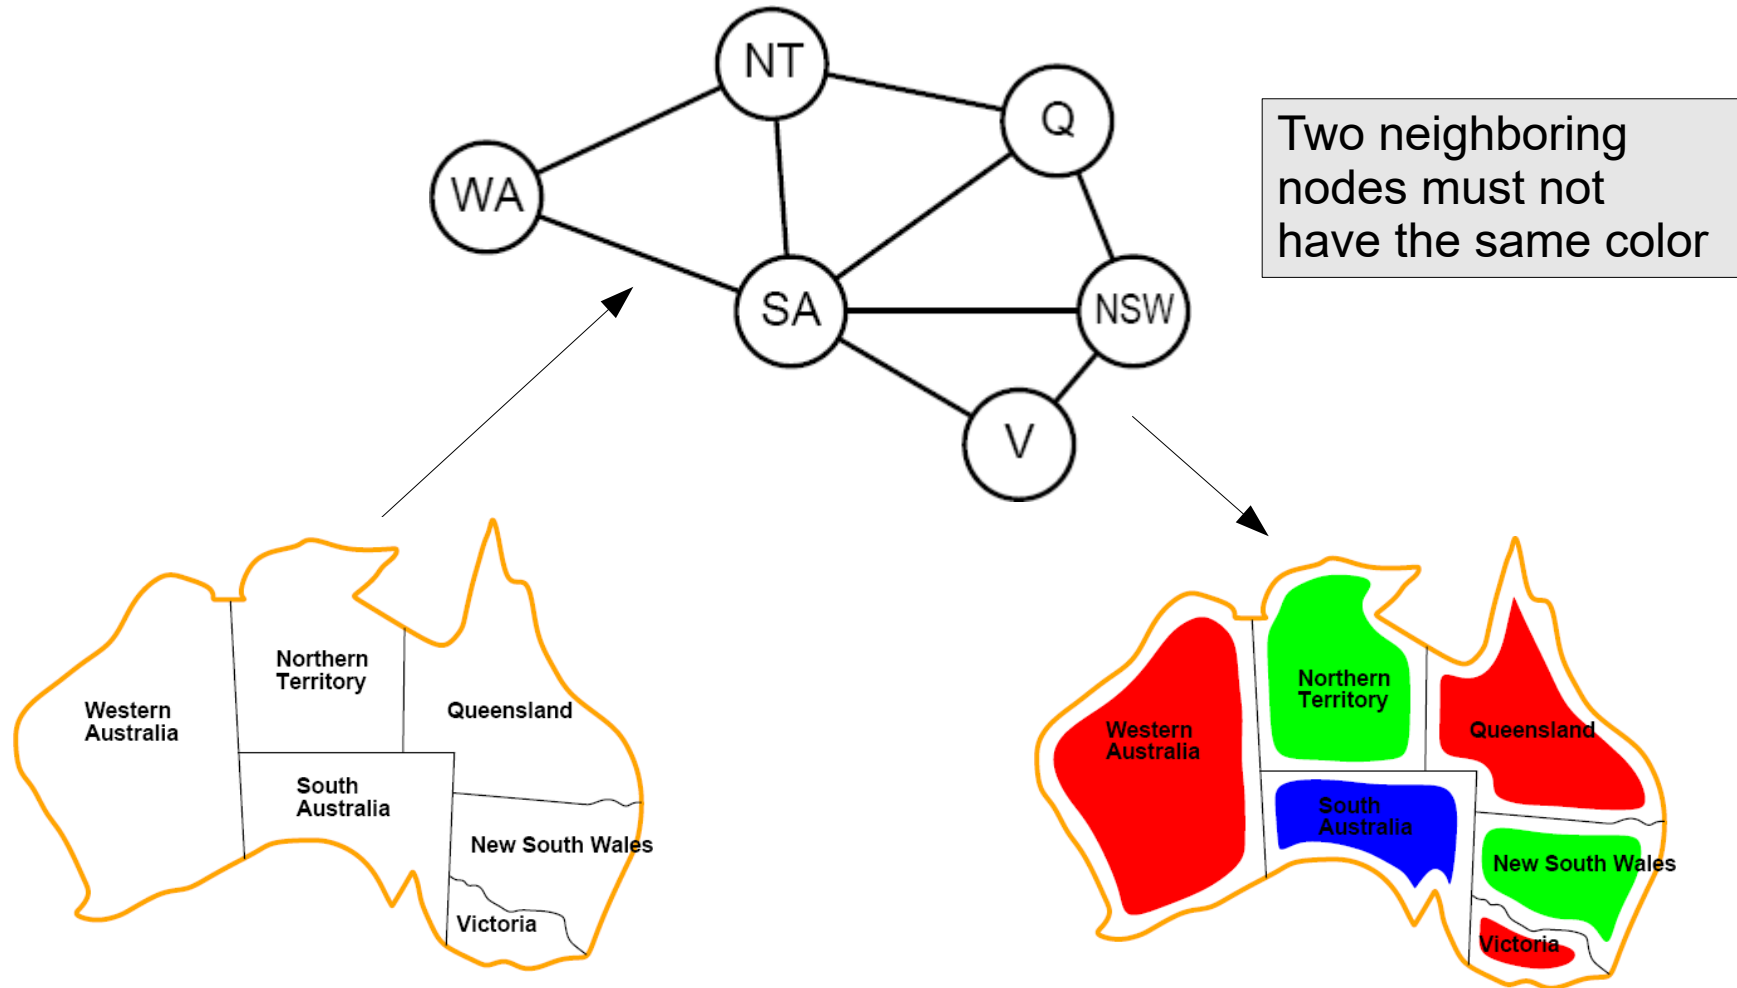 NT
Q
WA
SA
NSW
V
Two neighboring
nodes must not
have the same color
Northern
Territory
Western
Australia
Queensland
South
Australia
New South Wales
Victoria
Northern
Territory
Western
Australia
Queensland
South
Australia
New South Wales
Victoria